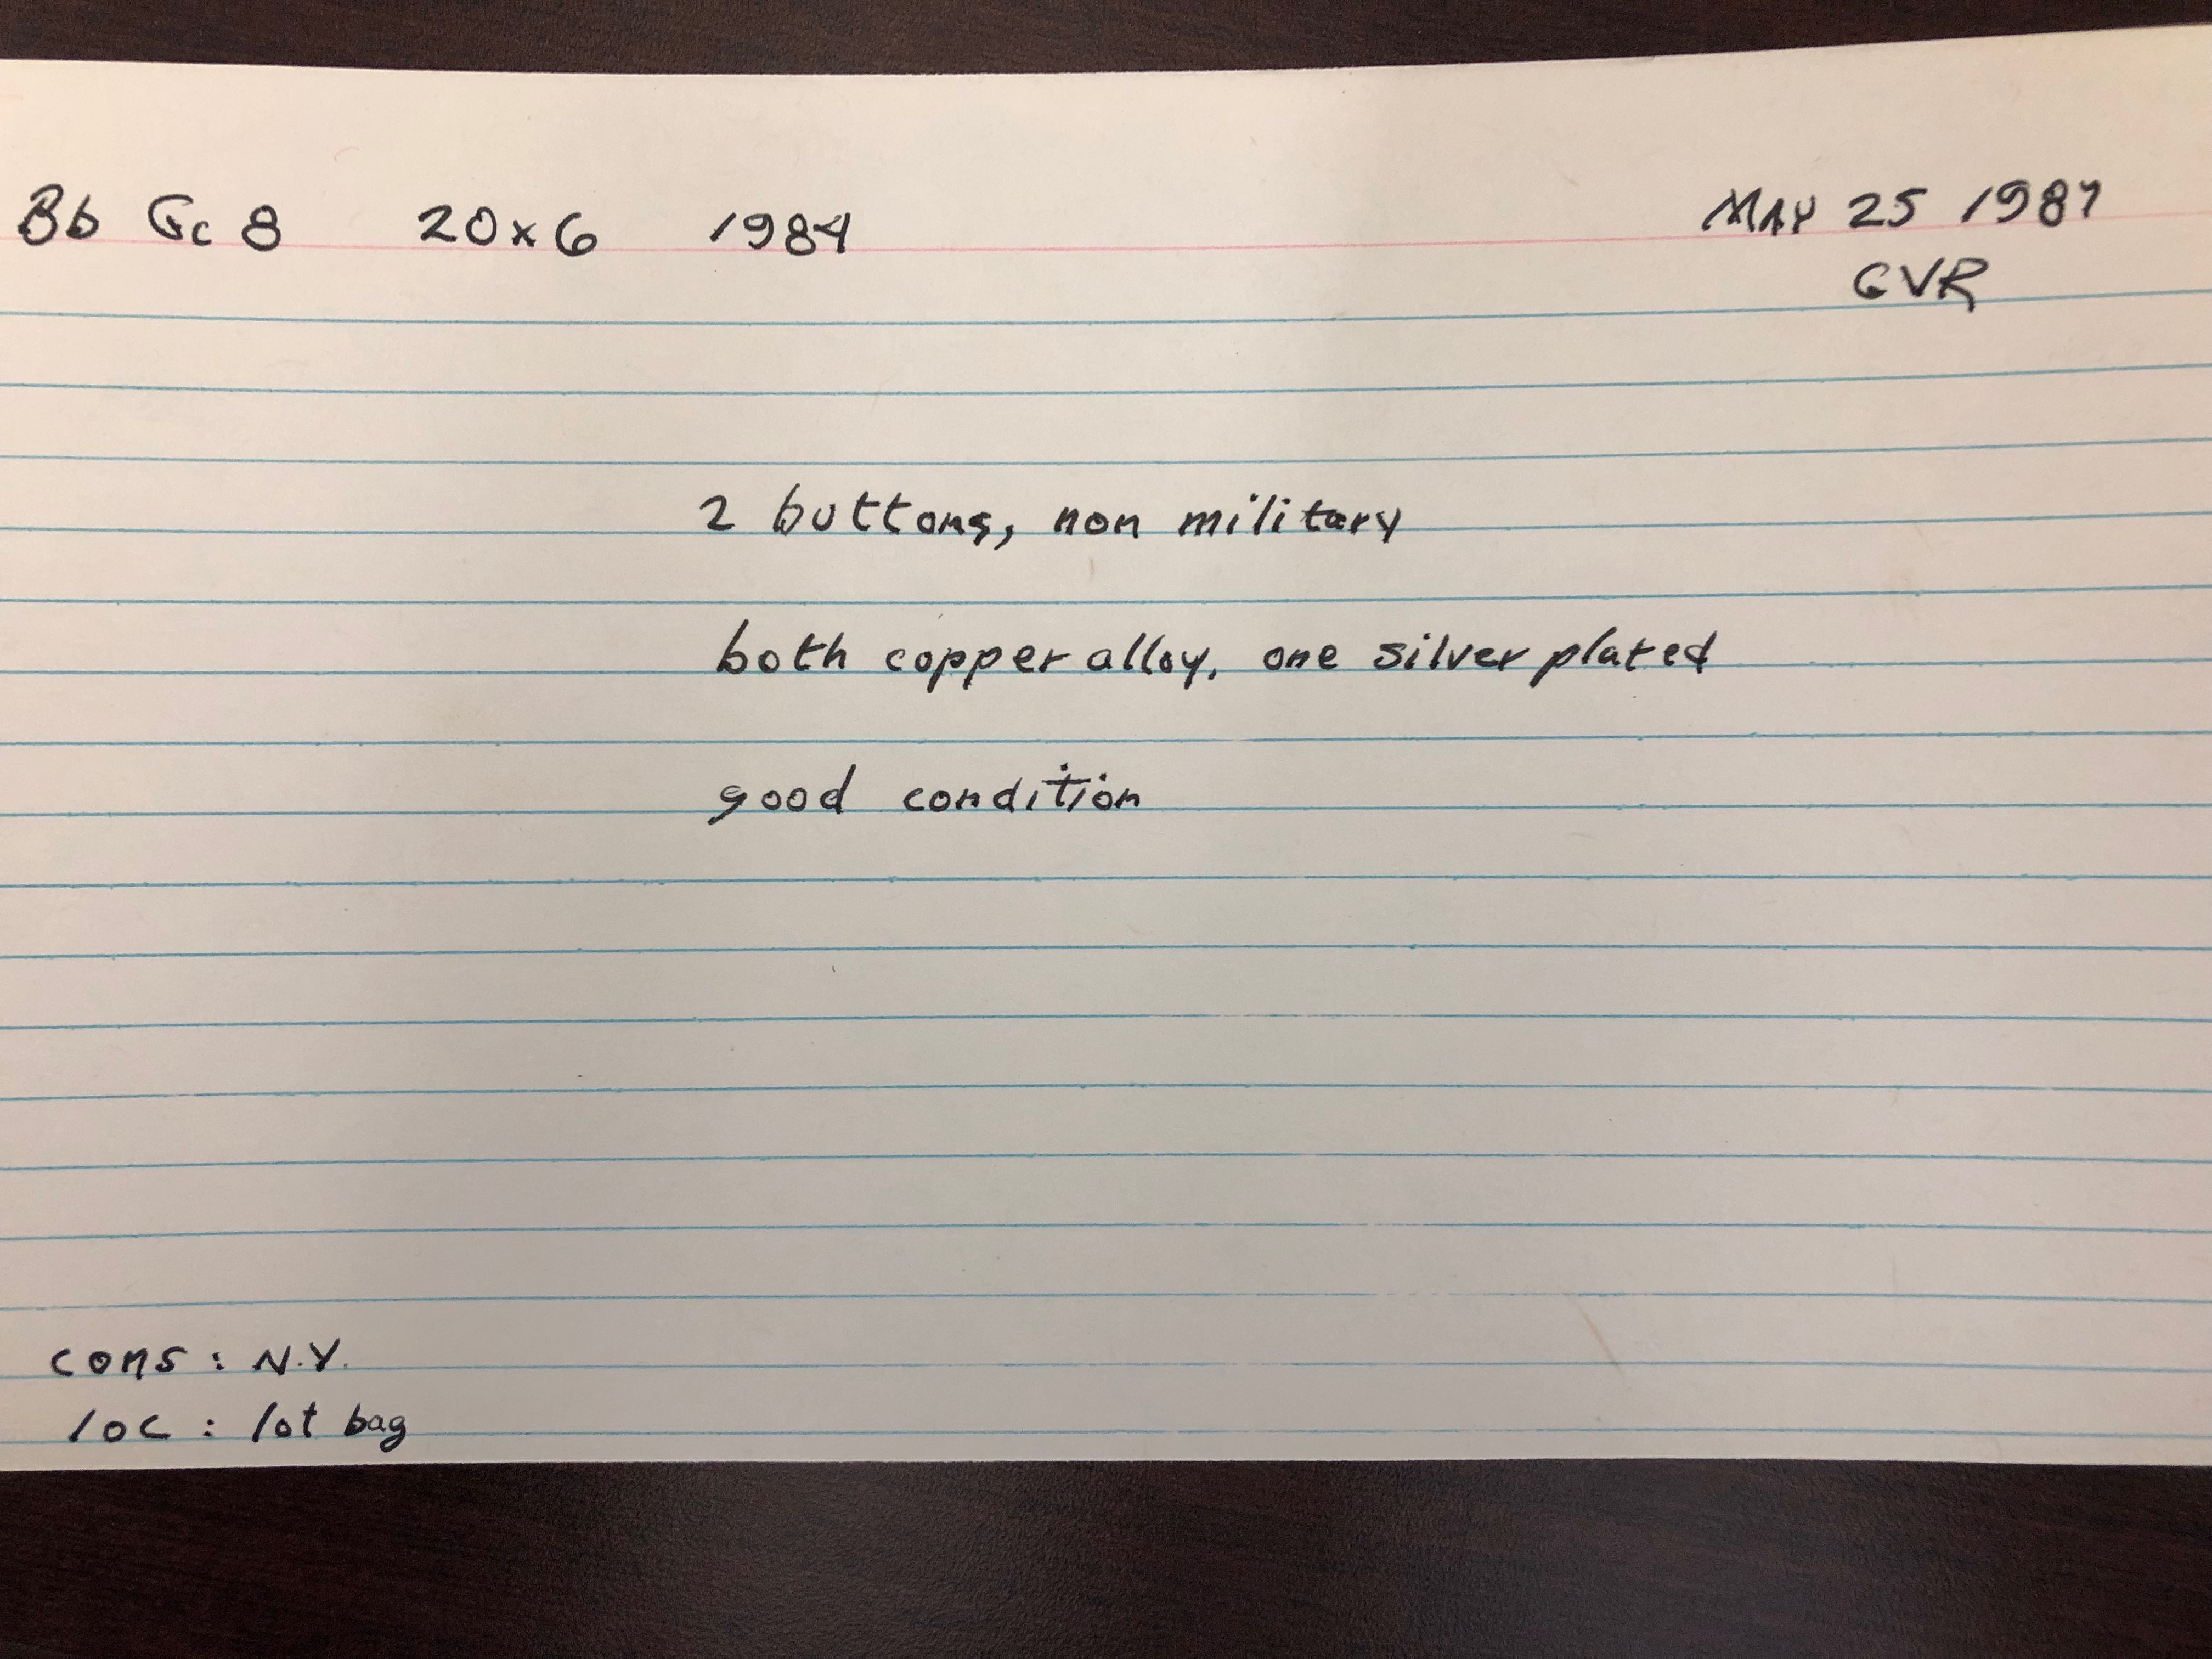 Bb Gc 8 20x6 1984 MAY 25 1987
GVR
2 buttons, non military
both copper alloy, one silver plated
good condition
cons: N.Y.
loc: lot bag